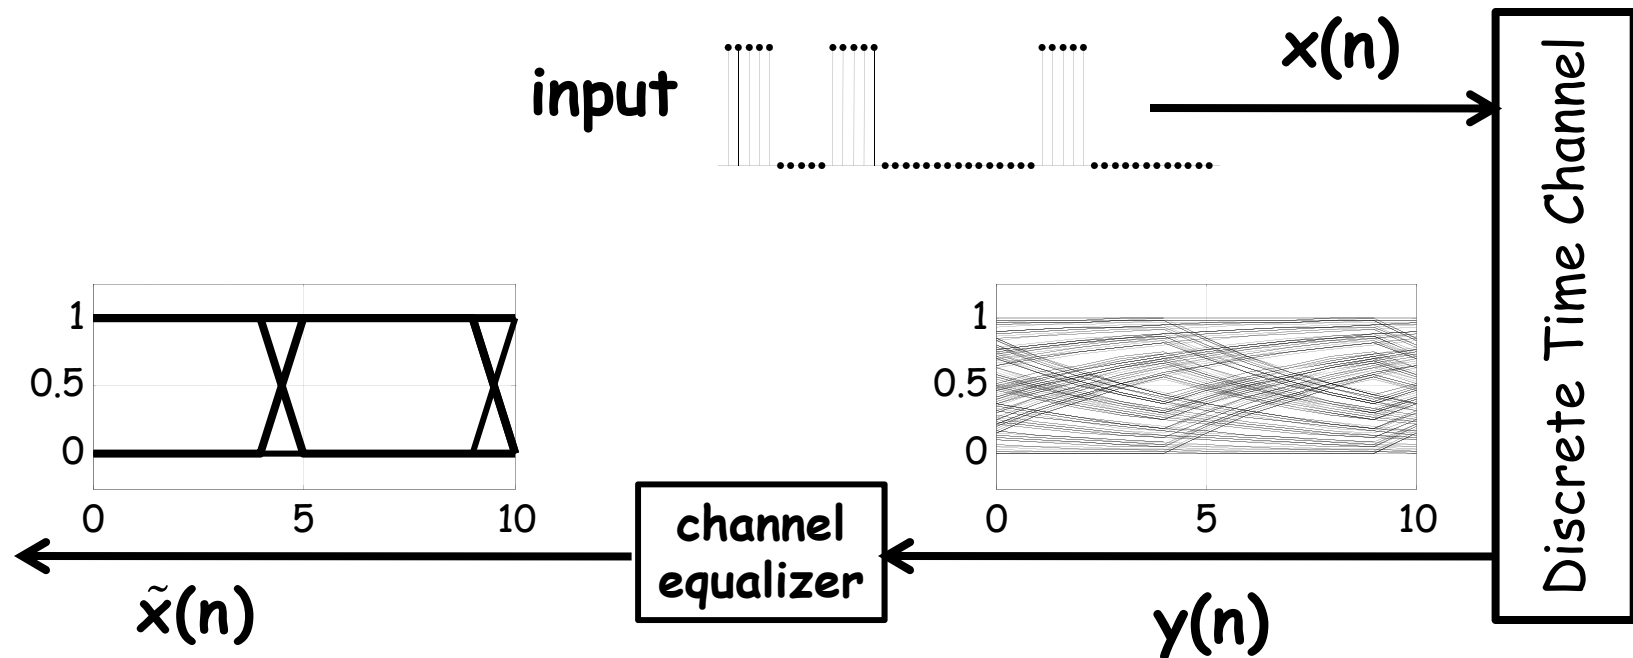 x(n)
input
Discrete Time Channel
1
0.5
0
0 5 10
1
0.5
0
0 5 10
channel
equalizer
x̃(n)
y(n)